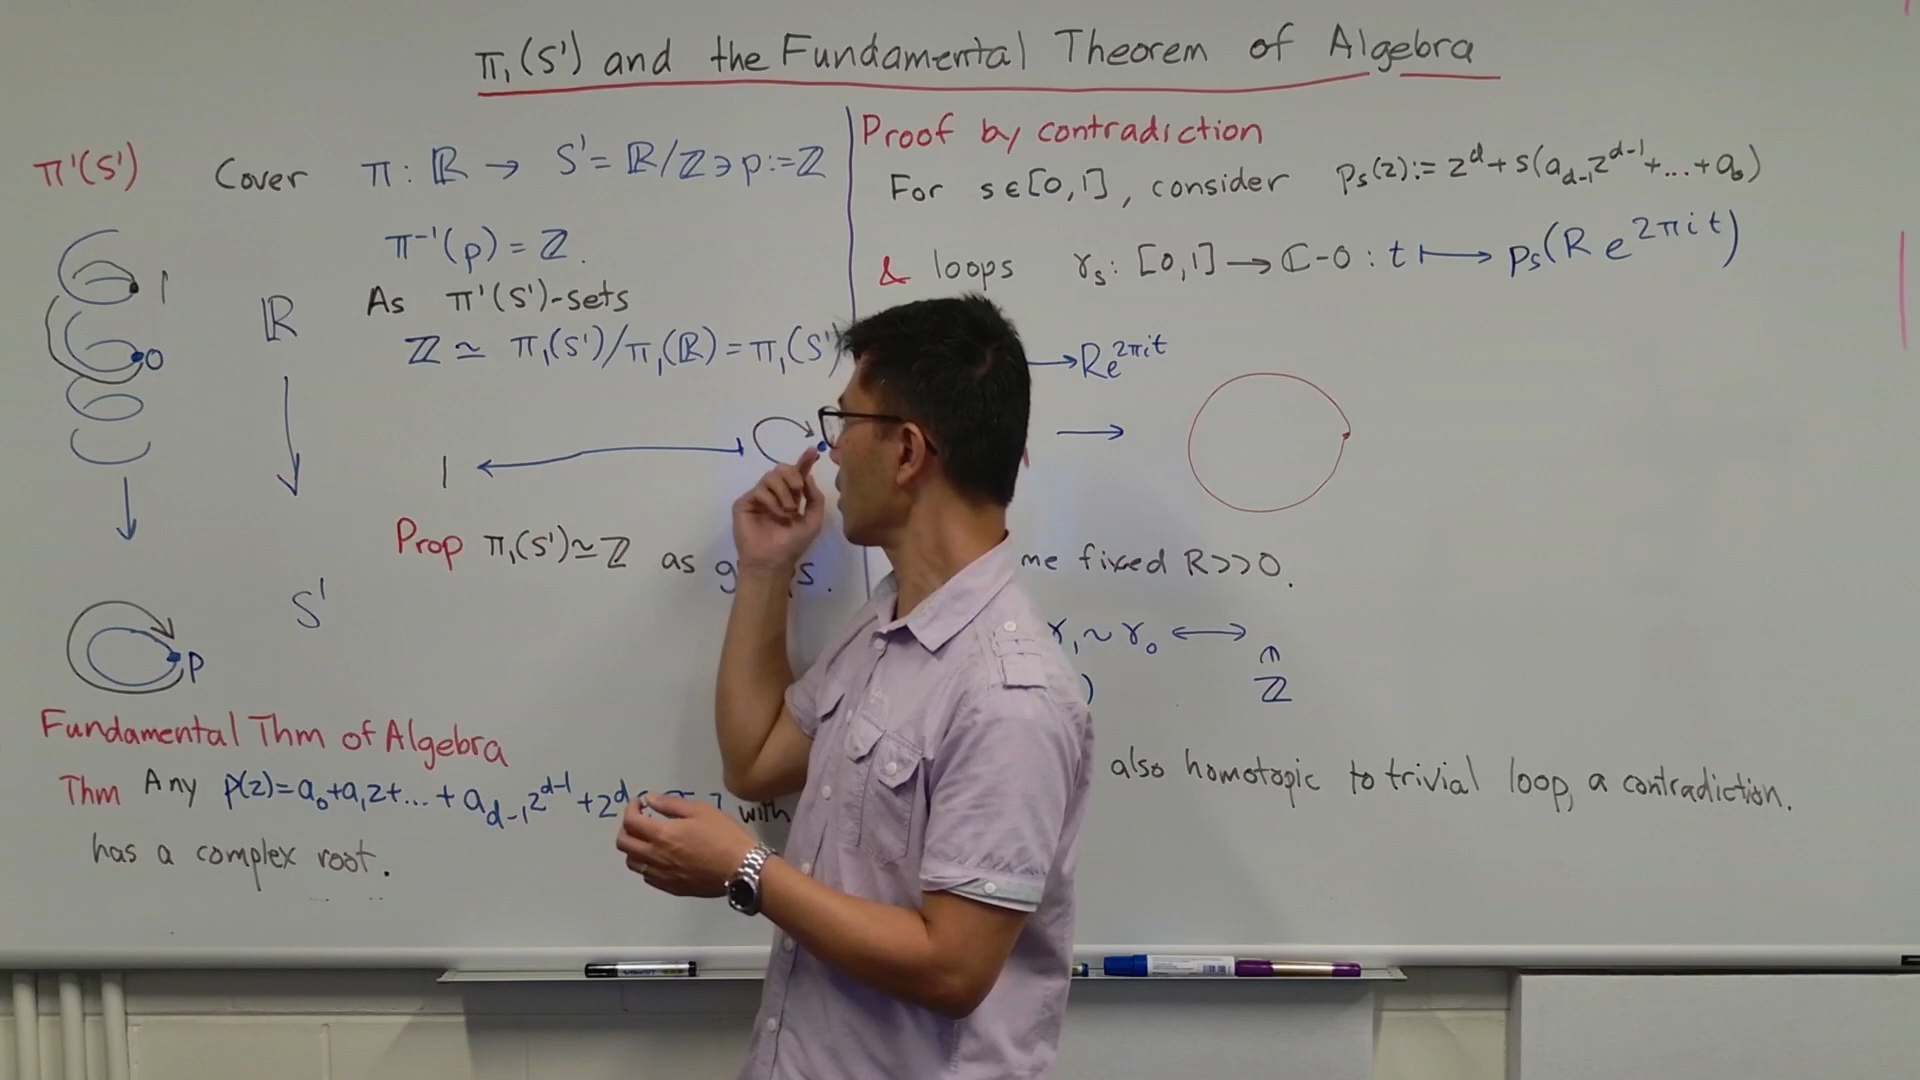 π₁(S¹) and the Fundamental Theorem of Algebra
π¹(S¹) Cover π : ℝ → S¹ = ℝ/ℤ ∋ p := ℤ
π⁻¹(p) = ℤ.
1
ℝ
As π¹(S¹)-sets
0
ℤ ≃ π₁(S¹)/π₁(ℝ) = π₁(S¹)
1 ⟷
Prop π₁(S¹) ≃ ℤ as
S¹
p
Fundamental Thm of Algebra
Thm Any p(z) = a₀+a₁z+...+a_{d-1}z^{d-1}+z^d with
has a complex root.
Proof by contradiction
For s∈[0,1], consider p_s(z) := z^d + s(a_{d-1}z^{d-1}+...+a₀)
& loops γ_s : [0,1] → ℂ-0 : t ↦ p_s(R e^{2πit})
→ Re^{2πit}
→
fixed R>>0.
γ₁ ~ γ₀ ⟷
∩
ℤ
)
also homotopic to trivial loop, a contradiction.